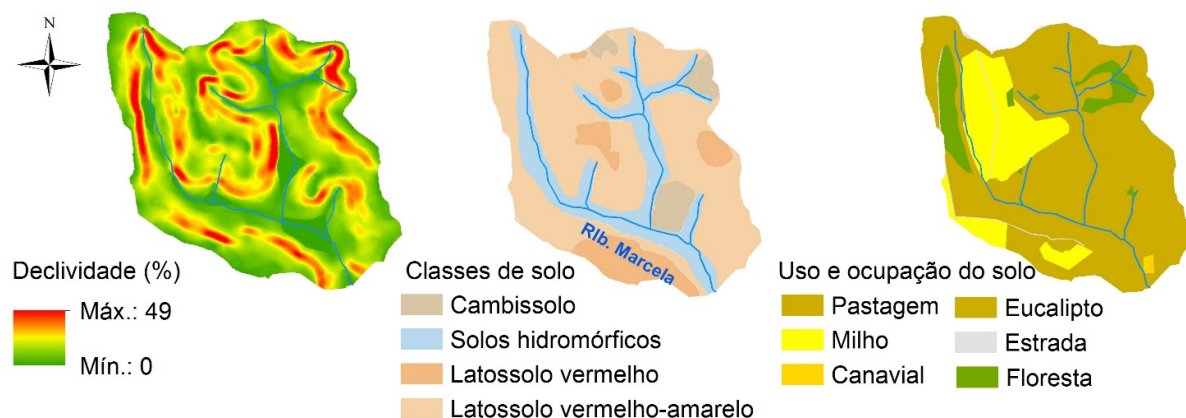 N
Declividade (%)
Máx.: 49
Mín.: 0
Rlb. Marcela
Classes de solo
Cambissolo
Solos hidromórficos
Latossolo vermelho
Latossolo vermelho-amarelo
Uso e ocupação do solo
Pastagem
Milho
Canavial
Eucalipto
Estrada
Floresta